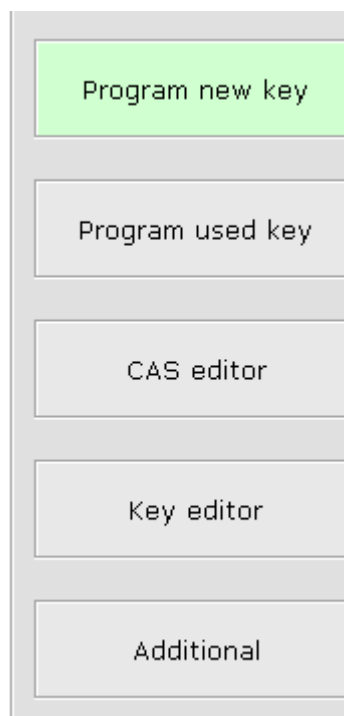 Program new key
Program used key
CAS editor
Key editor
Additional